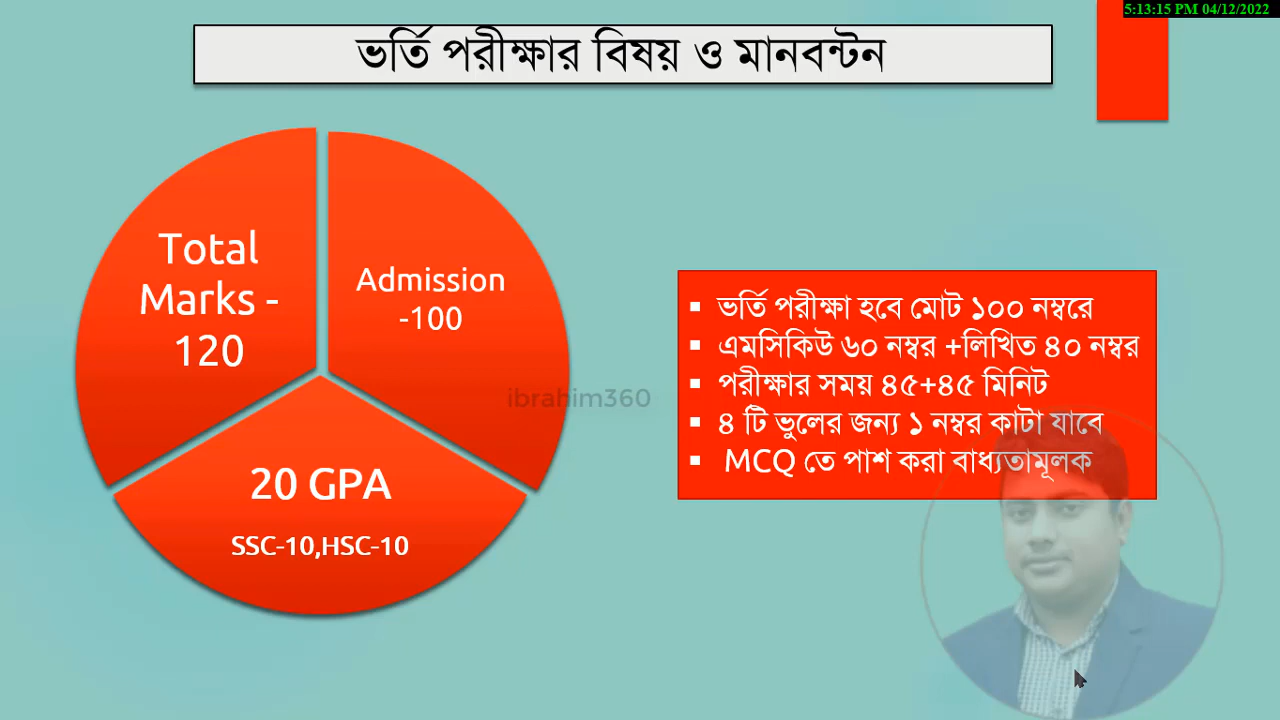 5:13:15 PM 04/12/2022
ভর্তি পরীক্ষার বিষয় ও মানবন্টন
Total
Marks -
120
Admission
-100
20 GPA
SSC-10,HSC-10
ibrahim360
▪ ভর্তি পরীক্ষা হবে মোট ১০০ নম্বরে
▪ এমসিকিউ ৬০ নম্বর +লিখিত ৪০ নম্বর
▪ পরীক্ষার সময় ৪৫+৪৫ মিনিট
▪ ৪ টি ভুলের জন্য ১ নম্বর কাটা যাবে
▪ MCQ তে পাশ করা বাধ্যতামূলক